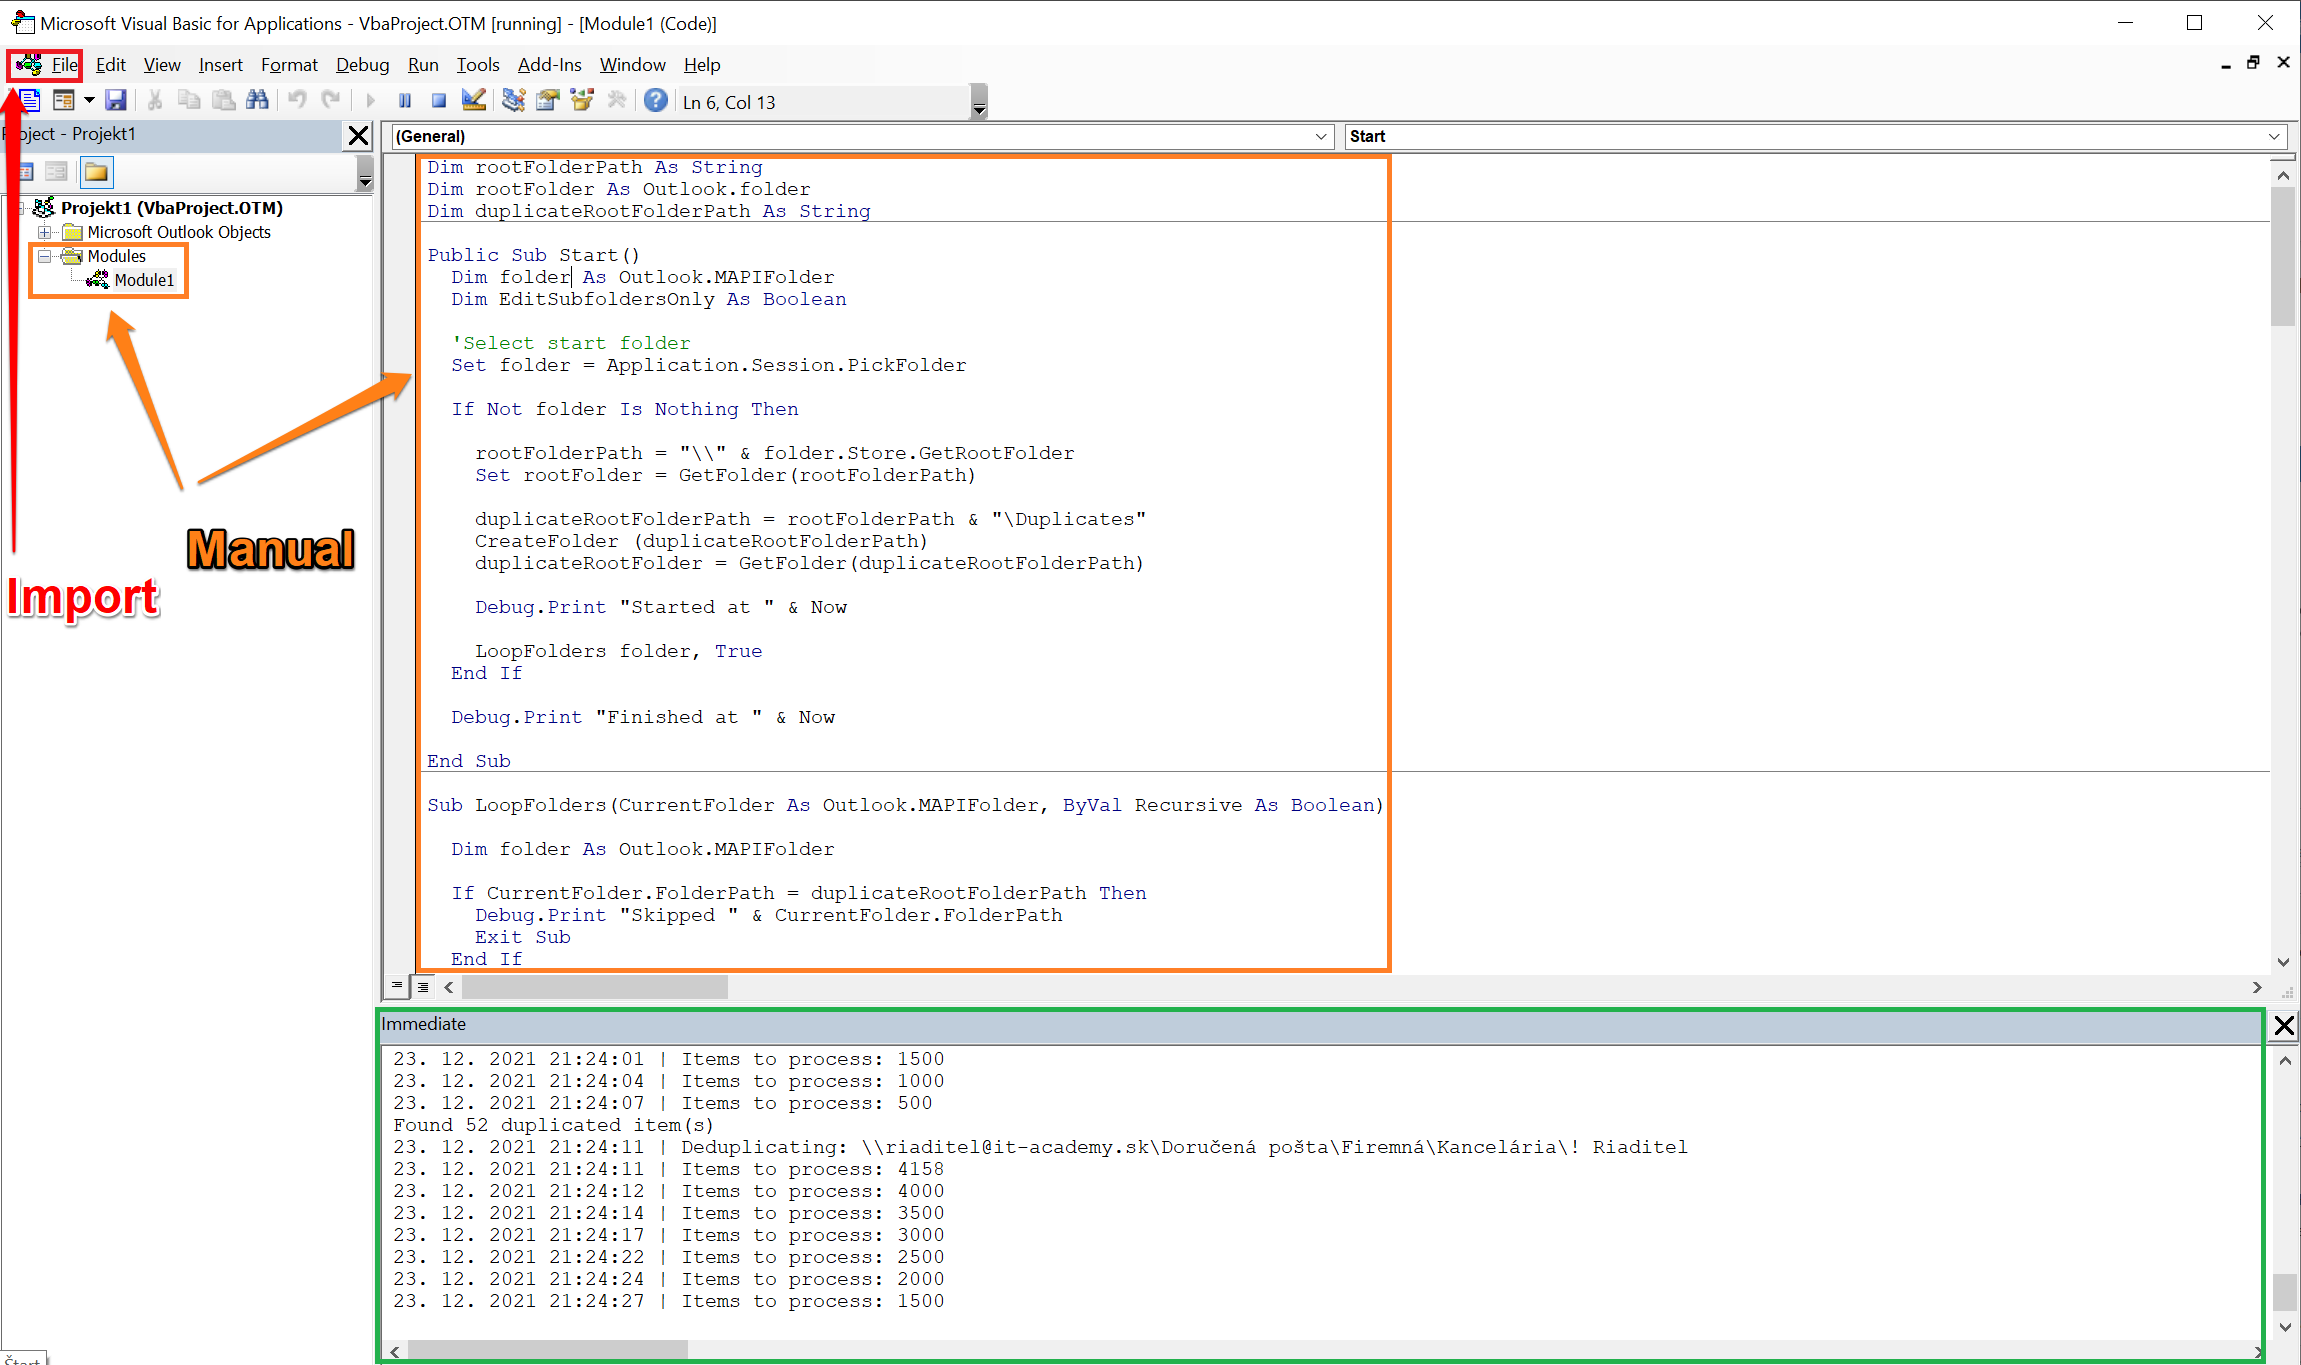 Microsoft Visual Basic for Applications - VbaProject.OTM [running] - [Module1 (Code)]
File Edit View Insert Format Debug Run Tools Add-Ins Window Help
Ln 6, Col 13
Project - Projekt1
(General)
Start
Projekt1 (VbaProject.OTM)
Microsoft Outlook Objects
Modules
Module1
Manual
Import
Dim rootFolderPath As String
Dim rootFolder As Outlook.folder
Dim duplicateRootFolderPath As String
Public Sub Start()
Dim folder As Outlook.MAPIFolder
Dim EditSubfoldersOnly As Boolean
'Select start folder
Set folder = Application.Session.PickFolder
If Not folder Is Nothing Then
rootFolderPath = "\\" & folder.Store.GetRootFolder
Set rootFolder = GetFolder(rootFolderPath)
duplicateRootFolderPath = rootFolderPath & "\Duplicates"
CreateFolder (duplicateRootFolderPath)
duplicateRootFolder = GetFolder(duplicateRootFolderPath)
Debug.Print "Started at " & Now
LoopFolders folder, True
End If
Debug.Print "Finished at " & Now
End Sub
Sub LoopFolders(CurrentFolder As Outlook.MAPIFolder, ByVal Recursive As Boolean)
Dim folder As Outlook.MAPIFolder
If CurrentFolder.FolderPath = duplicateRootFolderPath Then
Debug.Print "Skipped " & CurrentFolder.FolderPath
Exit Sub
End If
Immediate
23. 12. 2021 21:24:01 | Items to process: 1500
23. 12. 2021 21:24:04 | Items to process: 1000
23. 12. 2021 21:24:07 | Items to process: 500
Found 52 duplicated item(s)
23. 12. 2021 21:24:11 | Deduplicating: \\riaditel@it-academy.sk\Doručená pošta\Firemná\Kancelária\! Riaditel
23. 12. 2021 21:24:11 | Items to process: 4158
23. 12. 2021 21:24:12 | Items to process: 4000
23. 12. 2021 21:24:14 | Items to process: 3500
23. 12. 2021 21:24:17 | Items to process: 3000
23. 12. 2021 21:24:22 | Items to process: 2500
23. 12. 2021 21:24:24 | Items to process: 2000
23. 12. 2021 21:24:27 | Items to process: 1500